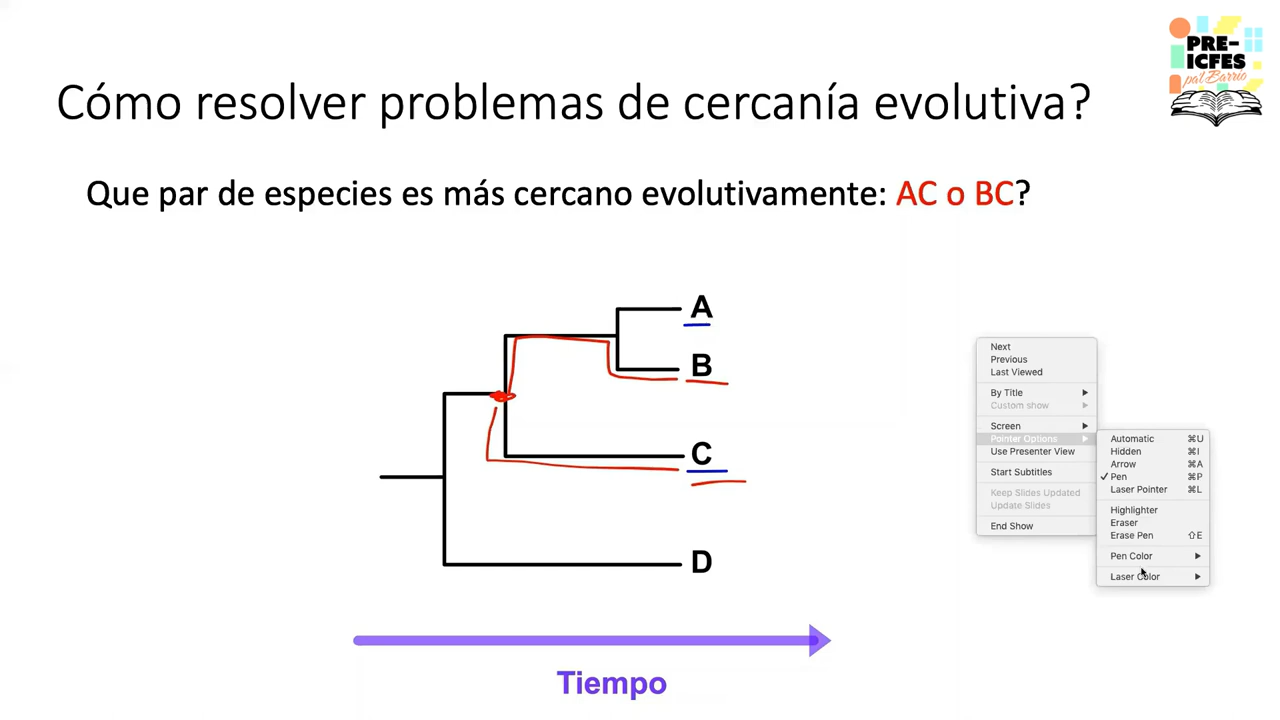 PRE-
ICFES
pal Barrio
Cómo resolver problemas de cercanía evolutiva?
Que par de especies es más cercano evolutivamente: AC o BC?
A
B
C
D
Tiempo
Next
Previous
Last Viewed
By Title
Custom show
Screen
Pointer Options
Use Presenter View
Start Subtitles
Keep Slides Updated
Update Slides
End Show
Automatic ⌘U
Hidden ⌘I
Arrow ⌘A
✓ Pen ⌘P
Laser Pointer ⌘L
Highlighter
Eraser
Erase Pen ⇧E
Pen Color
Laser Color